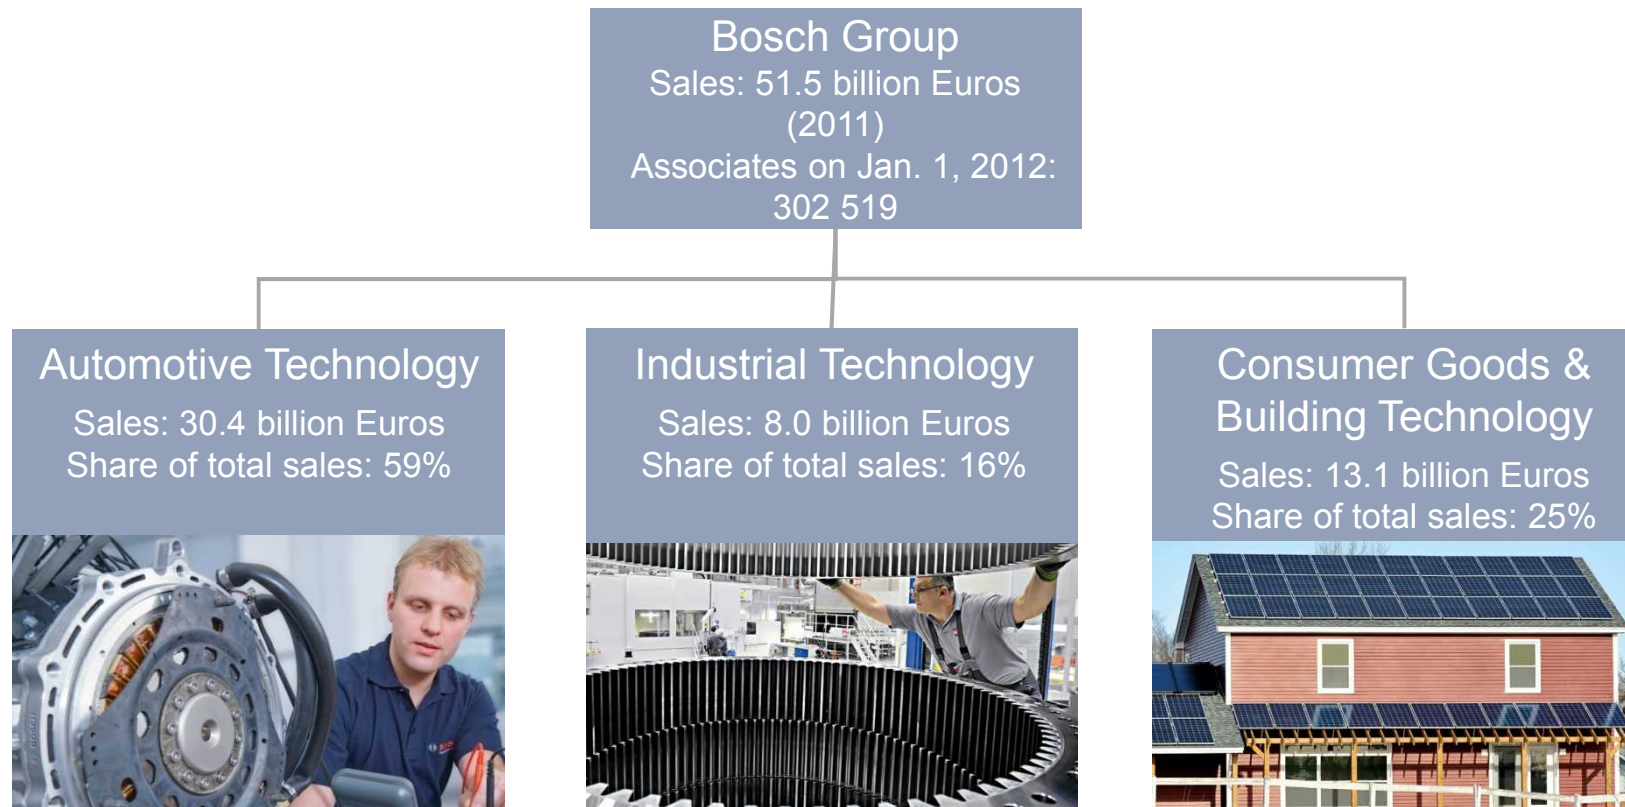 Bosch Group
Sales: 51.5 billion Euros
(2011)
Associates on Jan. 1, 2012:
302 519
Automotive Technology
Sales: 30.4 billion Euros
Share of total sales: 59%
Industrial Technology
Sales: 8.0 billion Euros
Share of total sales: 16%
Consumer Goods &
Building Technology
Sales: 13.1 billion Euros
Share of total sales: 25%